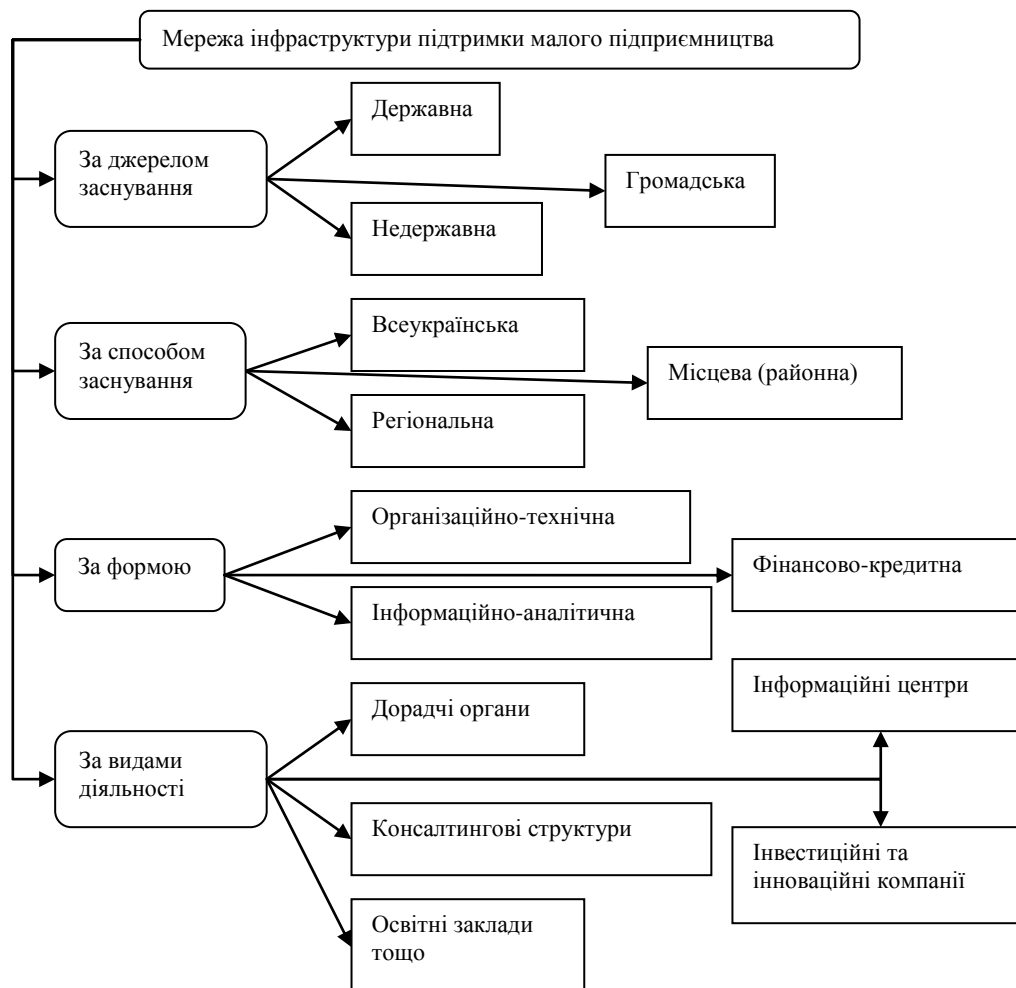 Мережа інфраструктури підтримки малого підприємництва
За джерелом
заснування
Державна
Громадська
Недержавна
За способом
заснування
Всеукраїнська
Місцева (районна)
Регіональна
За формою
Організаційно-технічна
Фінансово-кредитна
Інформаційно-аналітична
За видами
діяльності
Дорадчі органи
Інформаційні центри
Консалтингові структури
Інвестиційні та
інноваційні компанії
Освітні заклади
тощо